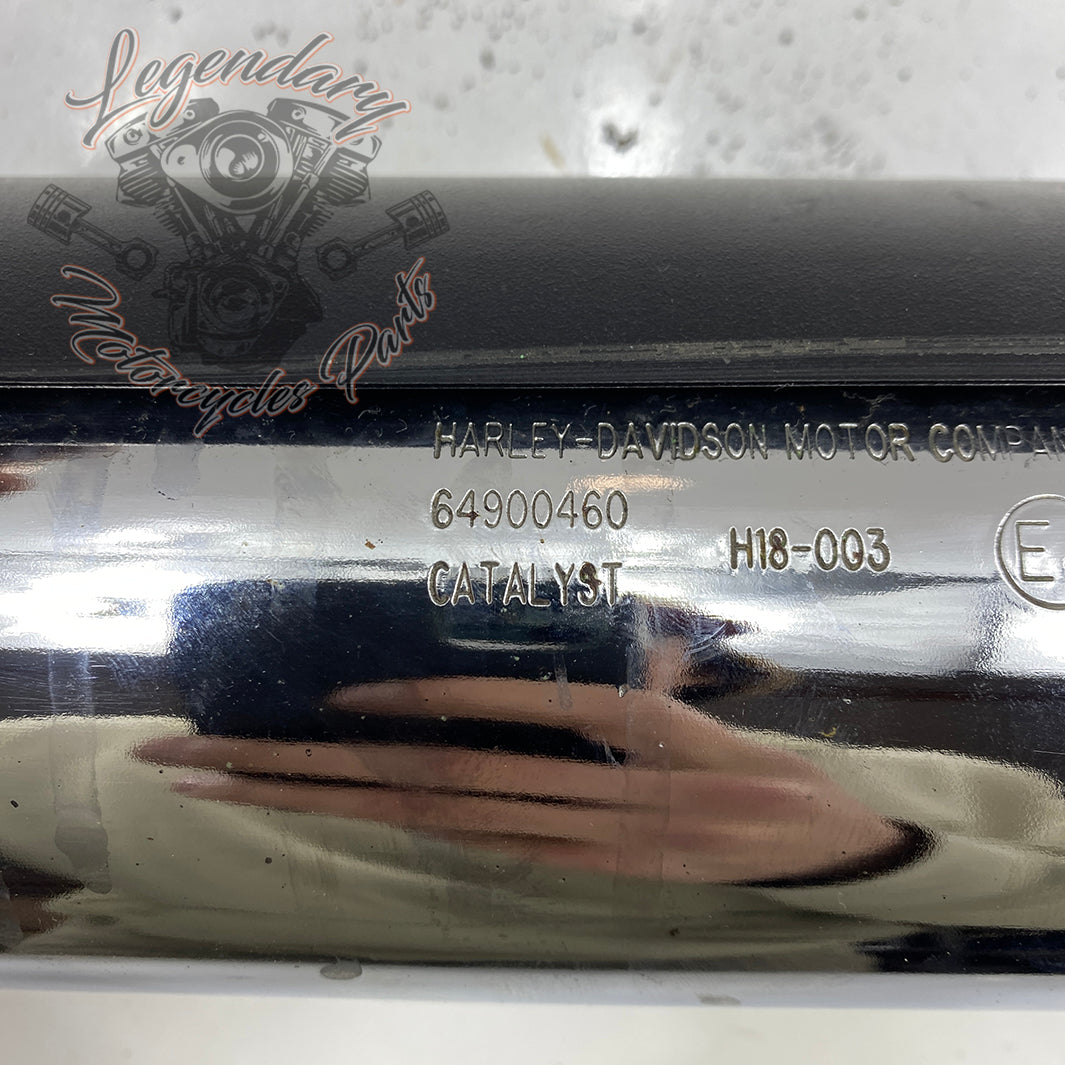 Legendary
Motorcycles Parts
HARLEY-DAVIDSON MOTOR COMPAN
64900460
H18-003
CATALYST
E